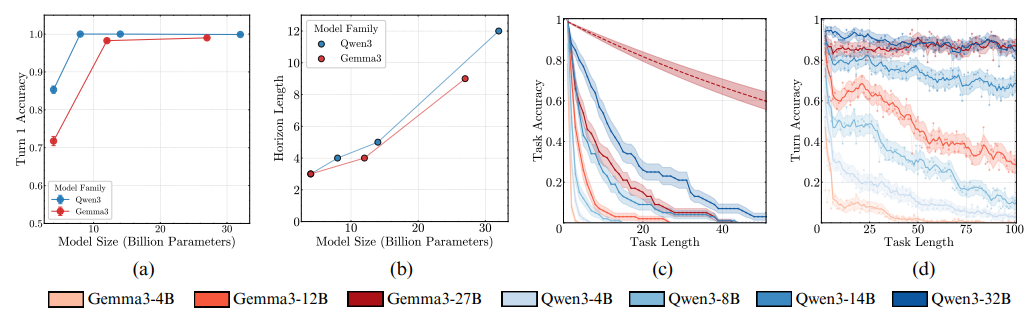 1.0
0.9
0.8
0.7
0.6
0.5
10
20
30
Turn 1 Accuracy
Model Size (Billion Parameters)
Model Family
Qwen3
Gemma3
(a)
12
10
8
6
4
2
0
10
20
30
Horizon Length
Model Size (Billion Parameters)
Model Family
Qwen3
Gemma3
(b)
1
0.8
0.6
0.4
0.2
0
20
40
Task Accuracy
Task Length
(c)
1
0.8
0.6
0.4
0.2
0
25
50
75
100
Turn Accuracy
Task Length
(d)
Gemma3-4B Gemma3-12B Gemma3-27B Qwen3-4B Qwen3-8B Qwen3-14B Qwen3-32B